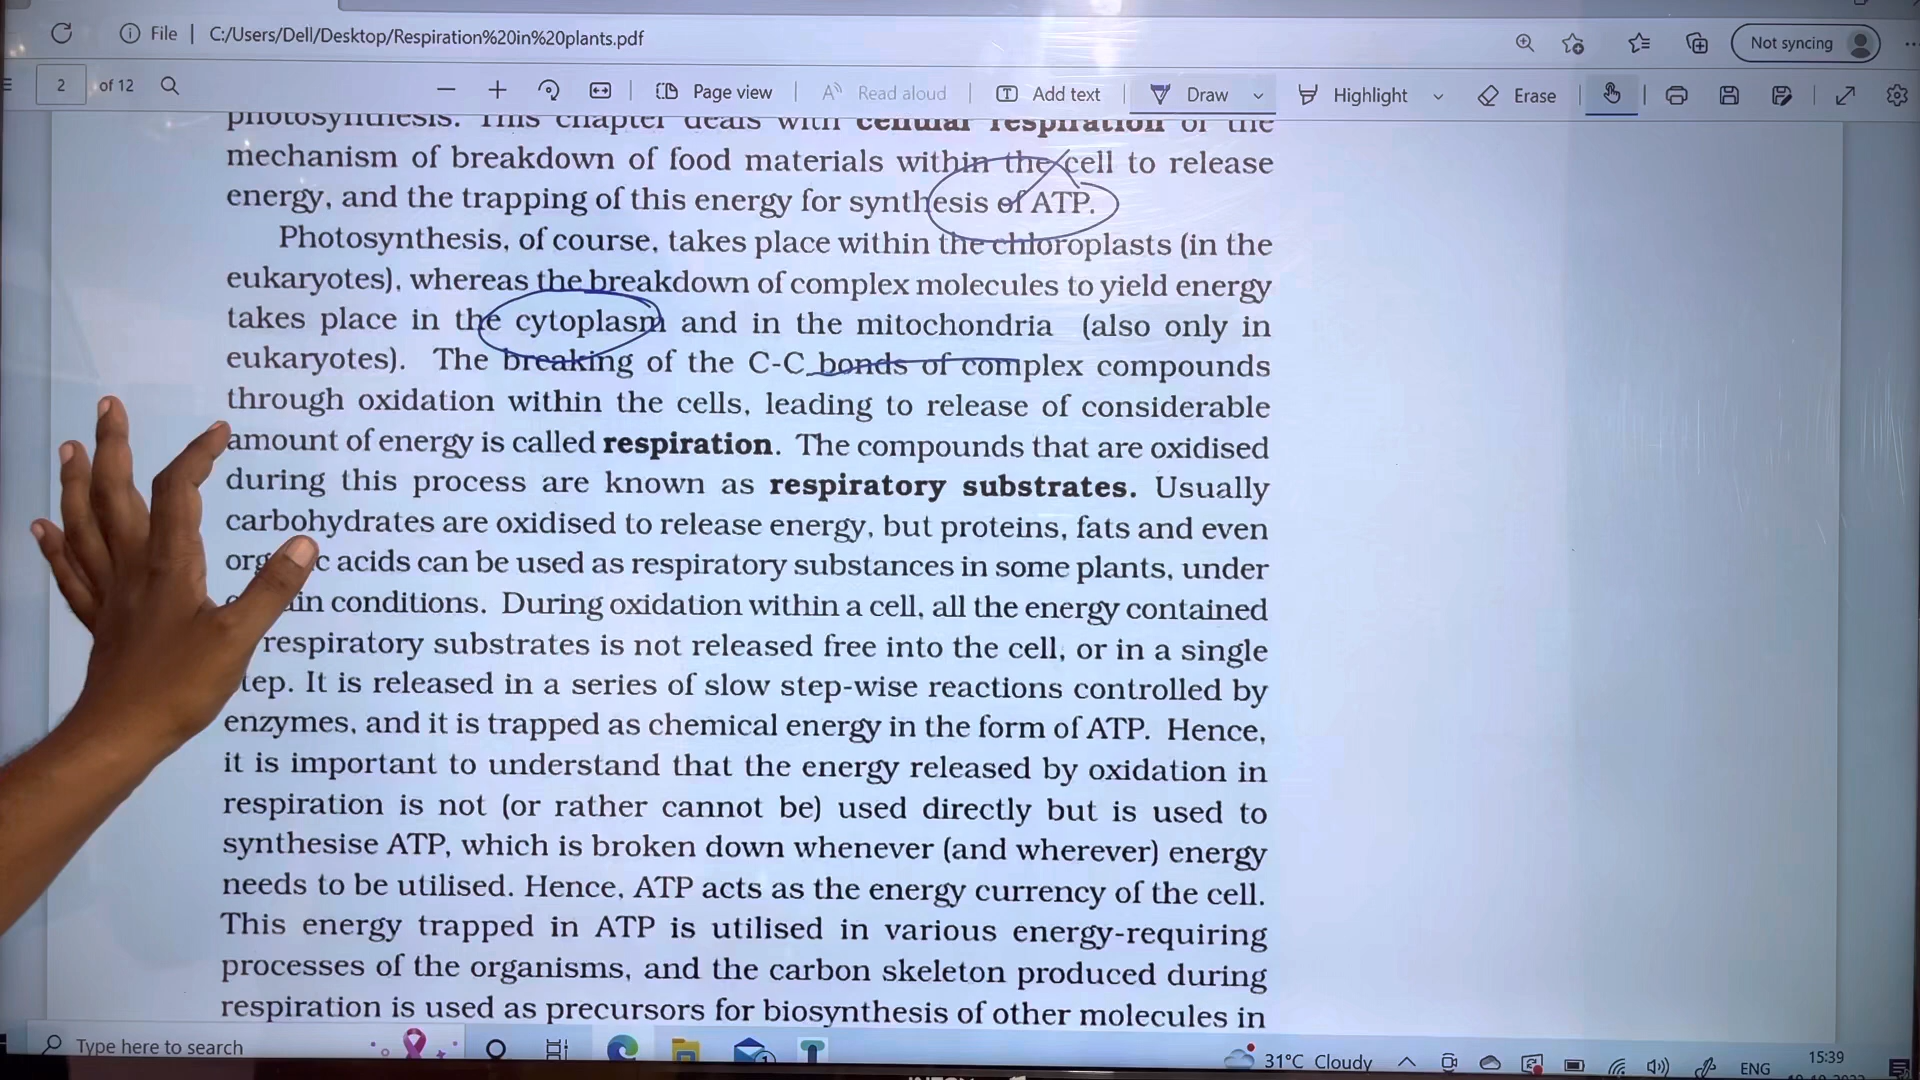 File | C:/Users/Dell/Desktop/Respiration%20in%20plants.pdf
Not syncing
2 of 12
Page view
Read aloud
Add text
Draw
Highlight
Erase
photosynthesis. This chapter deals with cellular respiration or the
mechanism of breakdown of food materials within the cell to release
energy, and the trapping of this energy for synthesis of ATP.
Photosynthesis, of course, takes place within the chloroplasts (in the
eukaryotes), whereas the breakdown of complex molecules to yield energy
takes place in the cytoplasm and in the mitochondria (also only in
eukaryotes). The breaking of the C-C bonds of complex compounds
through oxidation within the cells, leading to release of considerable
amount of energy is called respiration. The compounds that are oxidised
during this process are known as respiratory substrates. Usually
carbohydrates are oxidised to release energy, but proteins, fats and even
acids can be used as respiratory substances in some plants, under
conditions. During oxidation within a cell, all the energy contained
respiratory substrates is not released free into the cell, or in a single
tep. It is released in a series of slow step-wise reactions controlled by
enzymes, and it is trapped as chemical energy in the form of ATP. Hence,
it is important to understand that the energy released by oxidation in
respiration is not (or rather cannot be) used directly but is used to
synthesise ATP, which is broken down whenever (and wherever) energy
needs to be utilised. Hence, ATP acts as the energy currency of the cell.
This energy trapped in ATP is utilised in various energy-requiring
processes of the organisms, and the carbon skeleton produced during
respiration is used as precursors for biosynthesis of other molecules in
Type here to search
31°C Cloudy
ENG
15:39